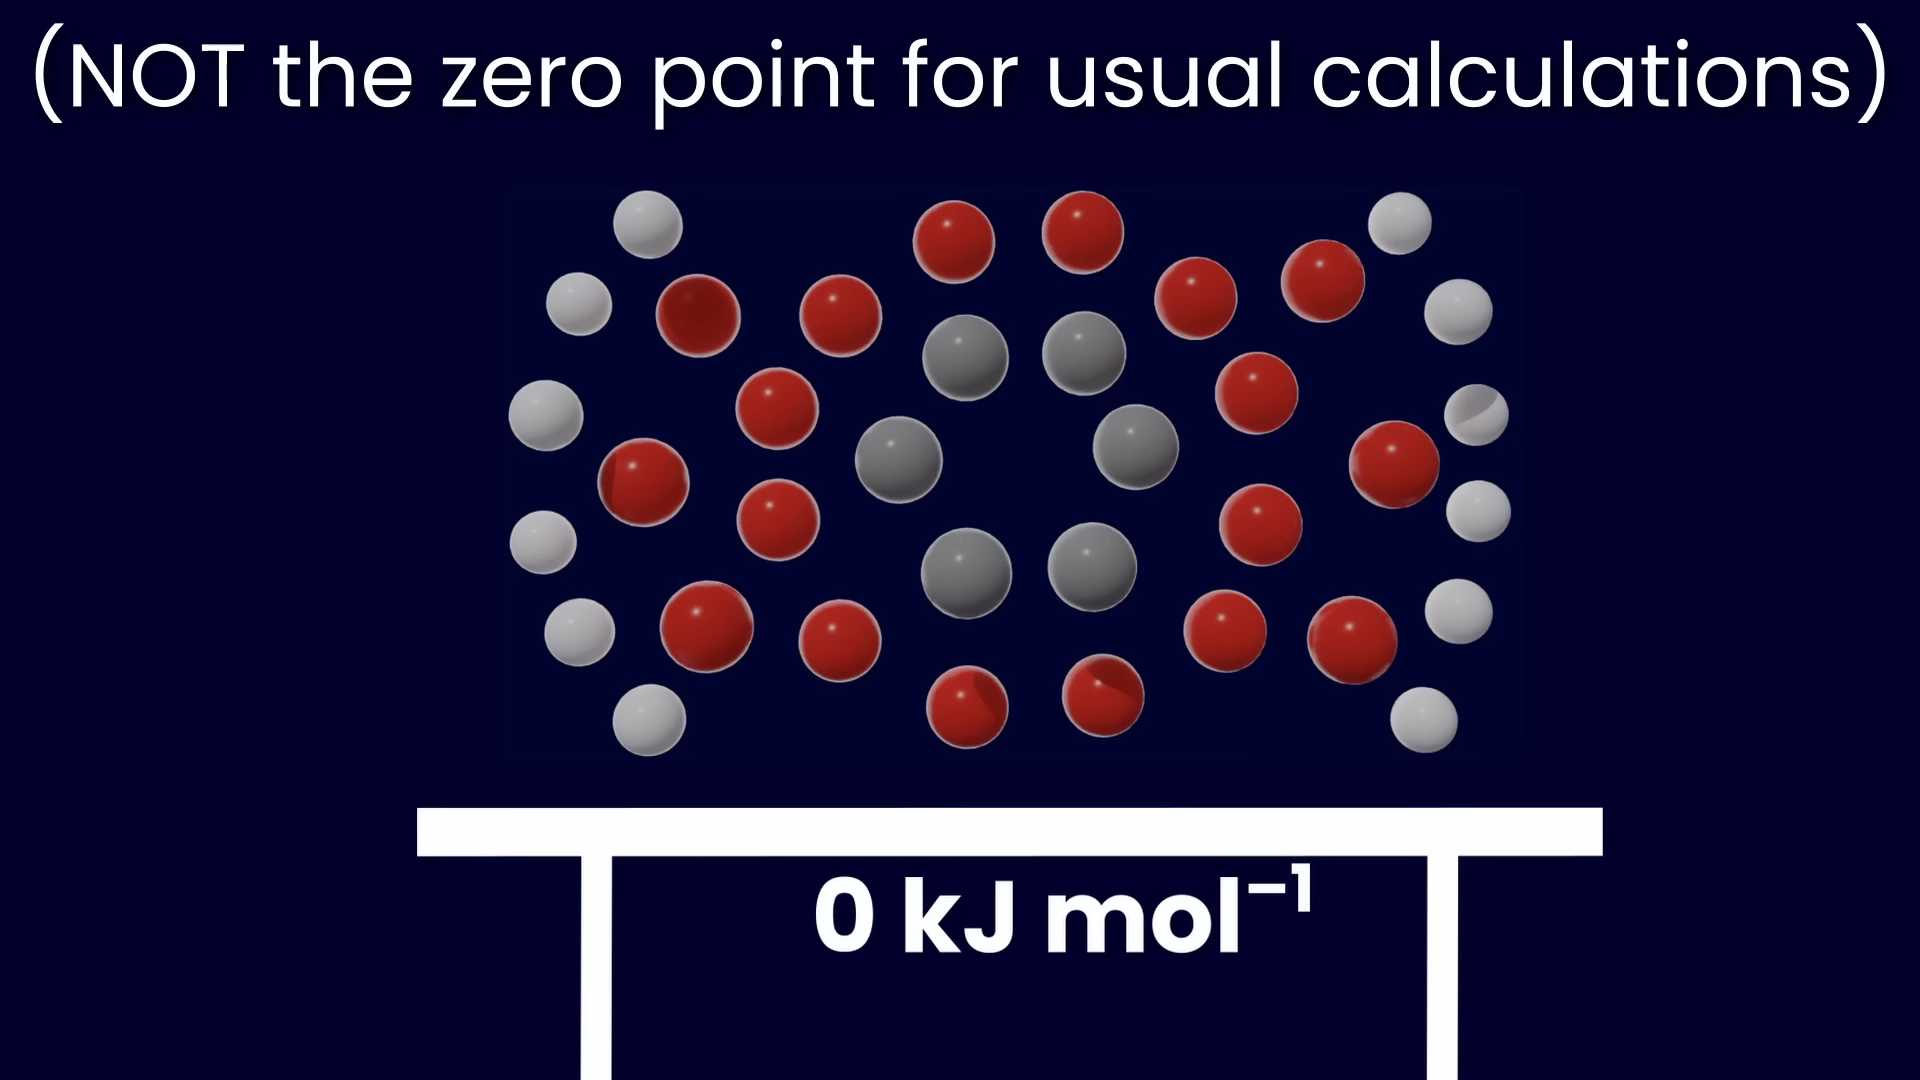 (NOT the zero point for usual calculations)
0 kJ mol⁻¹